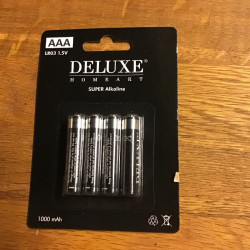 AAA
LR03 1.5V
DELUXE®
HOMEART
SUPER Alkaline
1000 mAh